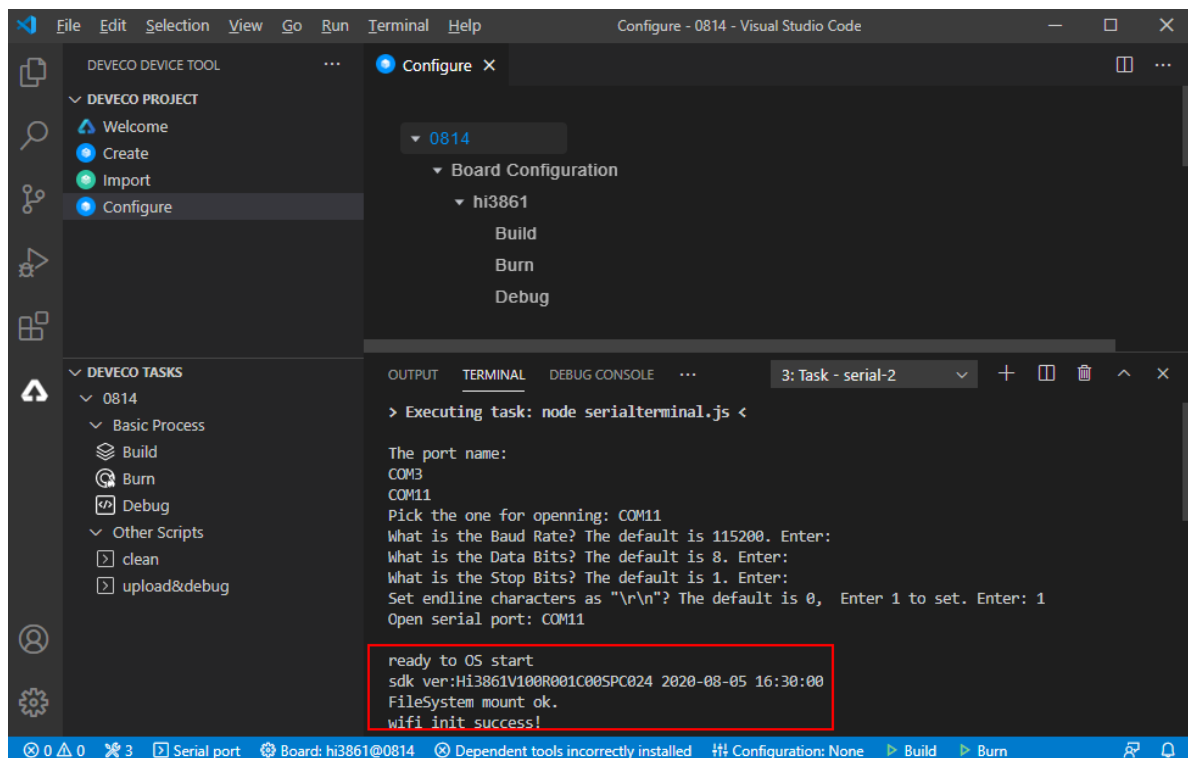 File Edit Selection View Go Run Terminal Help Configure - 0814 - Visual Studio Code
DEVECO DEVICE TOOL ...
DEVECO PROJECT
Welcome
Create
Import
Configure
Configure
0814
Board Configuration
hi3861
Build
Burn
Debug
DEVECO TASKS
0814
Basic Process
Build
Burn
Debug
Other Scripts
clean
upload&debug
OUTPUT TERMINAL DEBUG CONSOLE ... 3: Task - serial-2
> Executing task: node serialterminal.js <
The port name:
COM3
COM11
Pick the one for openning: COM11
What is the Baud Rate? The default is 115200. Enter:
What is the Data Bits? The default is 8. Enter:
What is the Stop Bits? The default is 1. Enter:
Set endline characters as "\r\n"? The default is 0,  Enter 1 to set. Enter: 1
Open serial port: COM11
ready to OS start
sdk ver:Hi3861V100R001C00SPC024 2020-08-05 16:30:00
FileSystem mount ok.
wifi init success!
0 0 3 Serial port Board: hi3861@0814 Dependent tools incorrectly installed Configuration: None Build Burn